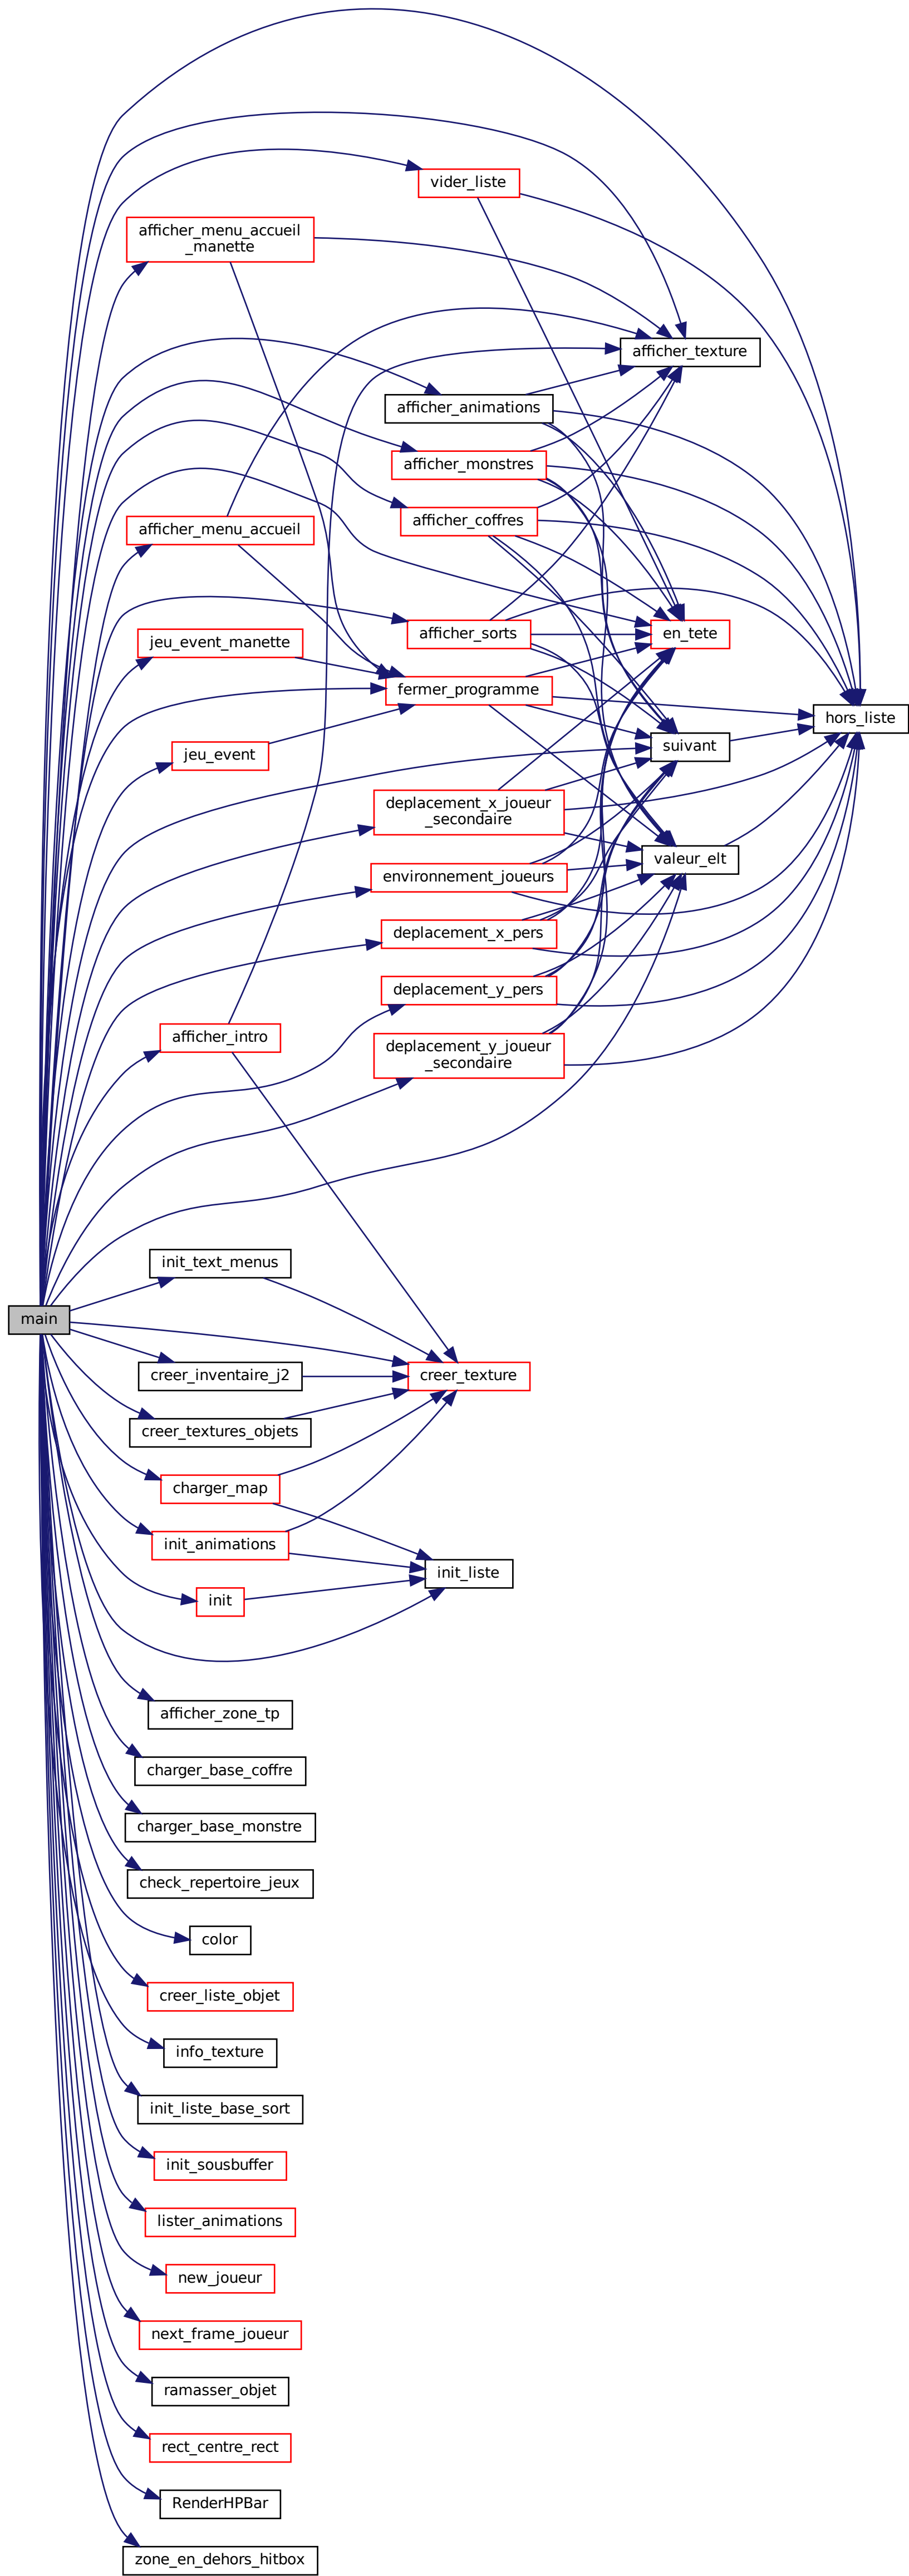 vider_liste
afficher_menu_accueil
_manette
afficher_texture
afficher_animations
afficher_monstres
afficher_coffres
afficher_menu_accueil
afficher_sorts
en_tete
jeu_event_manette
fermer_programme
hors_liste
jeu_event
suivant
deplacement_x_joueur
_secondaire
valeur_elt
environnement_joueurs
deplacement_x_pers
deplacement_y_pers
afficher_intro
deplacement_y_joueur
_secondaire
init_text_menus
main
creer_inventaire_j2
creer_texture
creer_textures_objets
charger_map
init_animations
init_liste
init
afficher_zone_tp
charger_base_coffre
charger_base_monstre
check_repertoire_jeux
color
creer_liste_objet
info_texture
init_liste_base_sort
init_sousbuffer
lister_animations
new_joueur
next_frame_joueur
ramasser_objet
rect_centre_rect
RenderHPBar
zone_en_dehors_hitbox